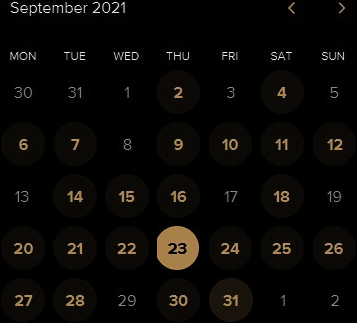 September 2021
MON TUE WED THU FRI SAT SUN
30 31 1 2 3 4 5
6 7 8 9 10 11 12
13 14 15 16 17 18 19
20 21 22 23 24 25 26
27 28 29 30 31 1 2